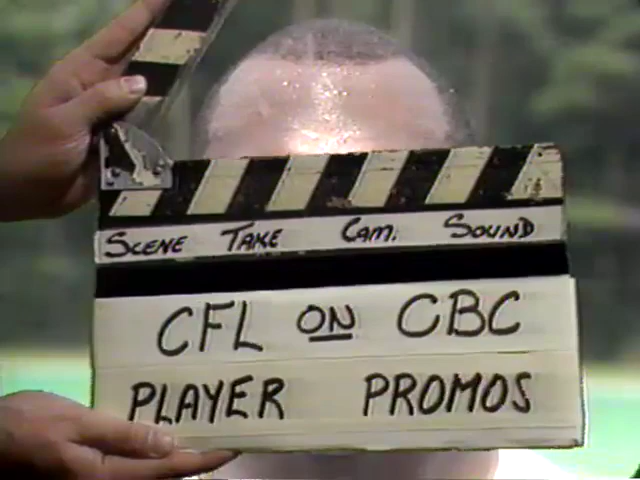 SCENE TAKE CAM. SOUND
CFL ON CBC
PLAYER PROMOS